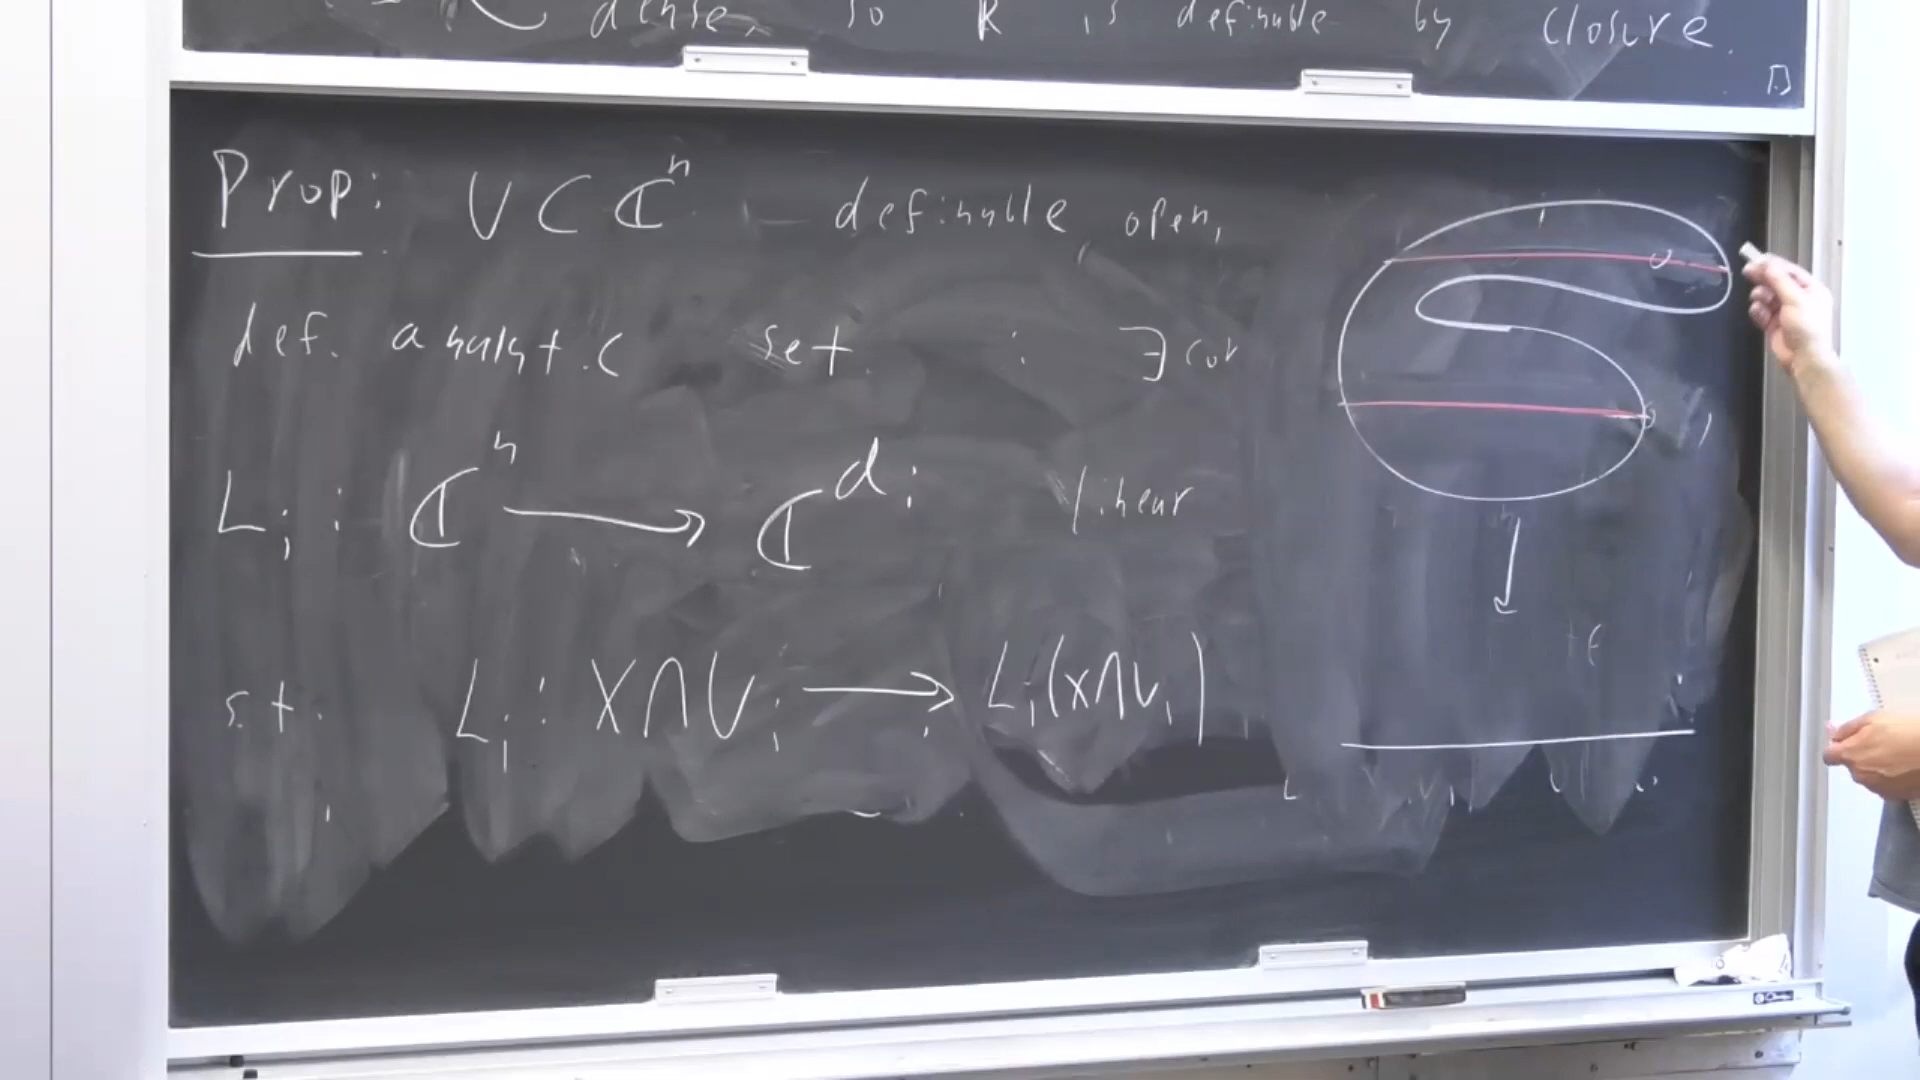 dense, so R is definable by closure.
Prop: U ⊂ ℂⁿ definable open,
def. analytic set : ∃ cov
Lᵢ : ℂⁿ → ℂ^{dᵢ} linear
s.t. Lᵢ : X∩Uᵢ → Lᵢ(X∩Uᵢ)